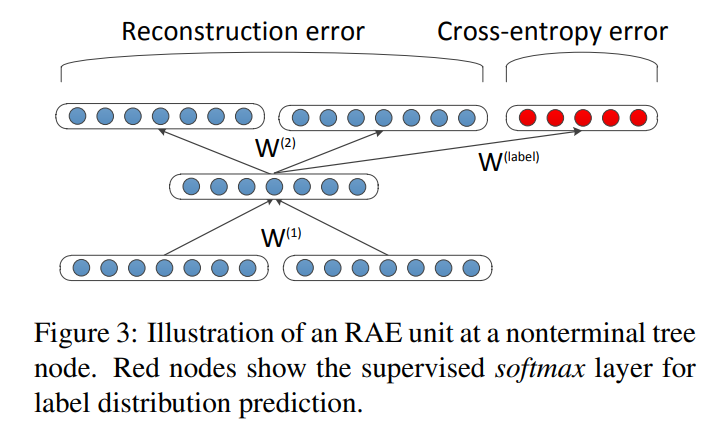 Reconstruction error
Cross-entropy error
W(2)
W(label)
W(1)
Figure 3: Illustration of an RAE unit at a nonterminal tree
node. Red nodes show the supervised softmax layer for
label distribution prediction.